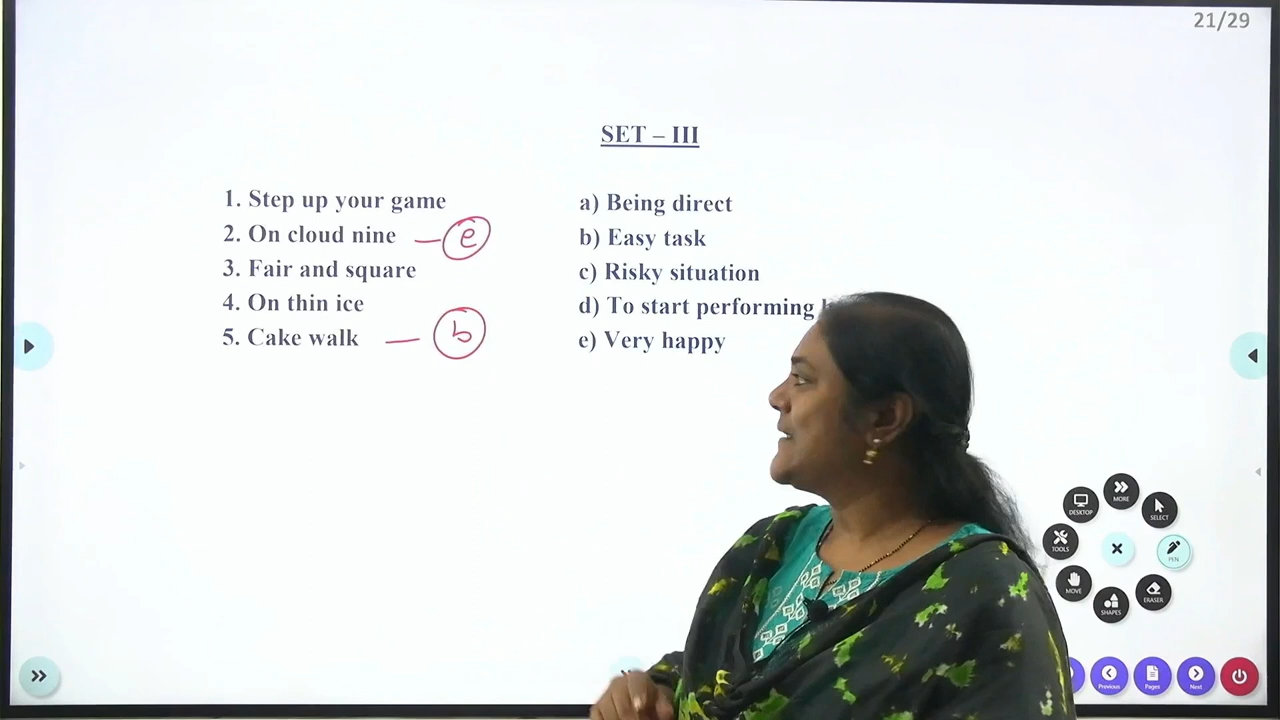 21/29
SET – III
1. Step up your game
2. On cloud nine — e
3. Fair and square
4. On thin ice
5. Cake walk — b
a) Being direct
b) Easy task
c) Risky situation
d) To start performing
e) Very happy
MORE
DESKTOP
SELECT
TOOLS
PEN
MOVE
ERASER
SHAPES
Previous
Pages
Next